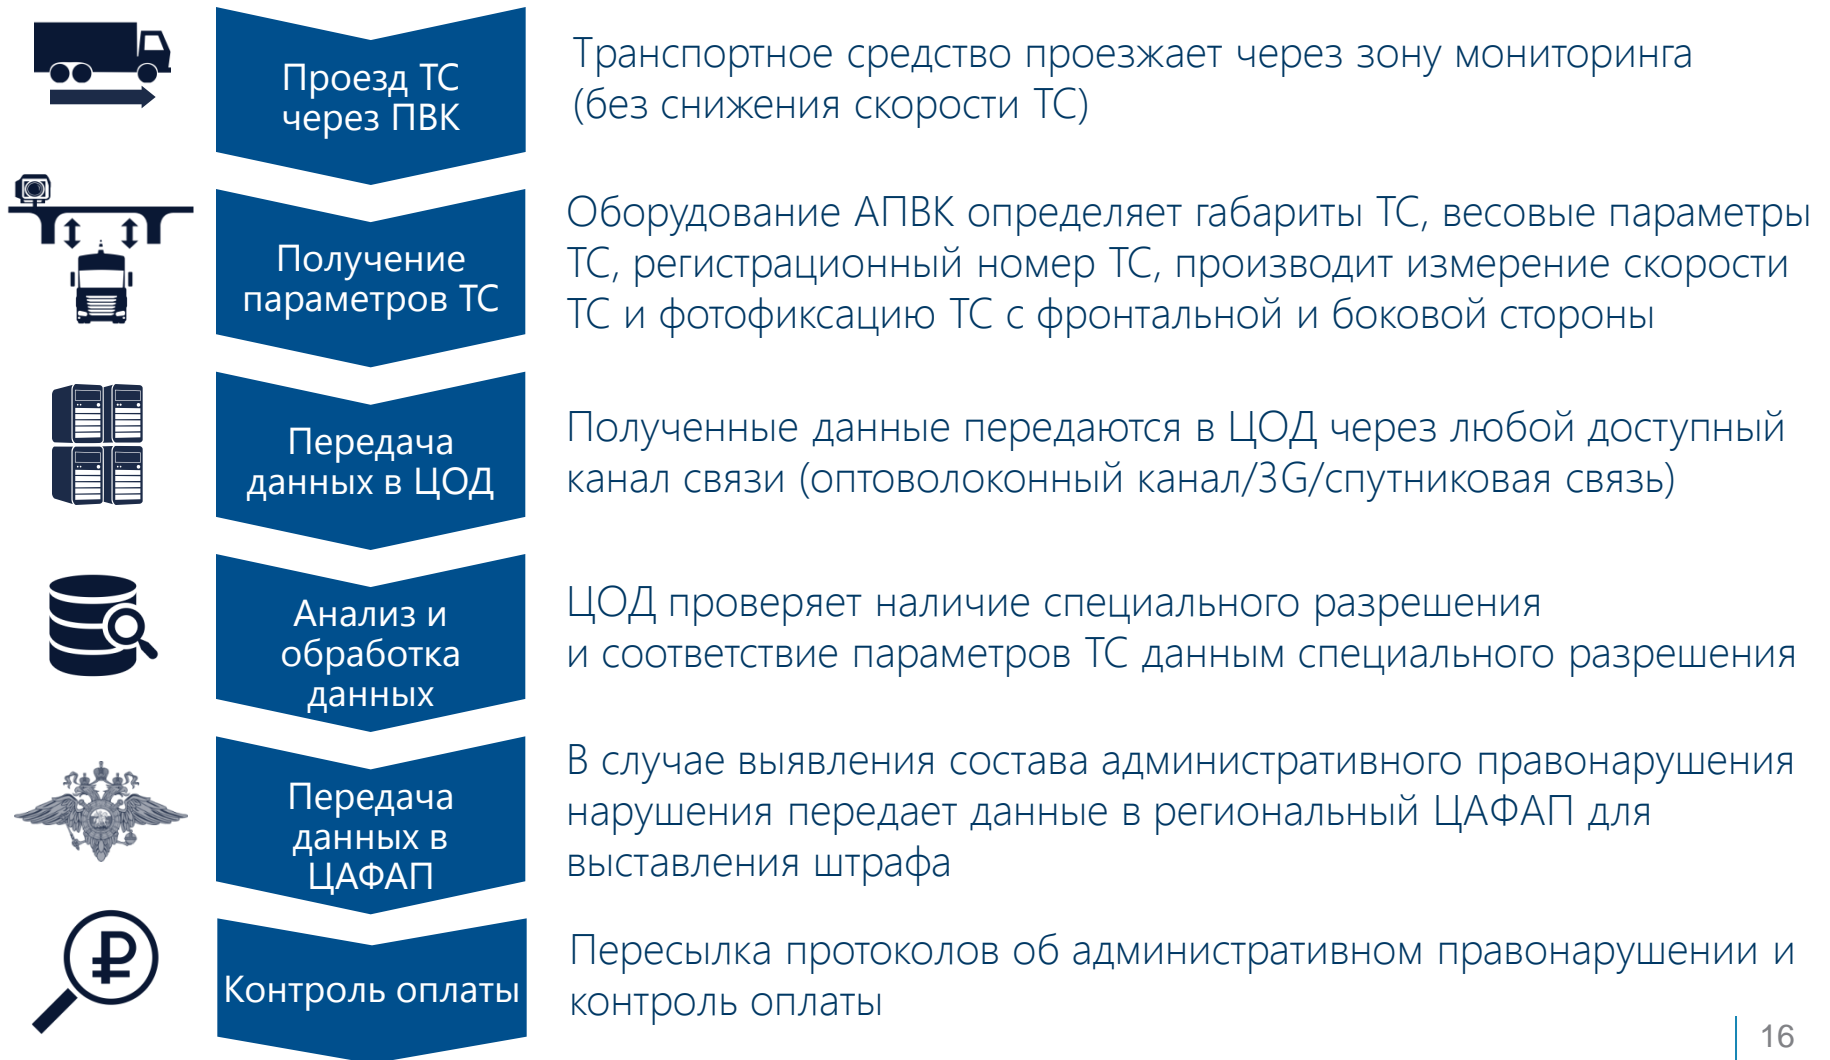 Проезд ТС
через ПВК
Транспортное средство проезжает через зону мониторинга
(без снижения скорости ТС)
Получение
параметров ТС
Оборудование АПВК определяет габариты ТС, весовые параметры
ТС, регистрационный номер ТС, производит измерение скорости
ТС и фотофиксацию ТС с фронтальной и боковой стороны
Передача
данных в ЦОД
Полученные данные передаются в ЦОД через любой доступный
канал связи (оптоволоконный канал/3G/спутниковая связь)
Анализ и
обработка
данных
ЦОД проверяет наличие специального разрешения
и соответствие параметров ТС данным специального разрешения
Передача
данных в
ЦАФАП
В случае выявления состава административного правонарушения
нарушения передает данные в региональный ЦАФАП для
выставления штрафа
Контроль оплаты
Пересылка протоколов об административном правонарушении и
контроль оплаты
16